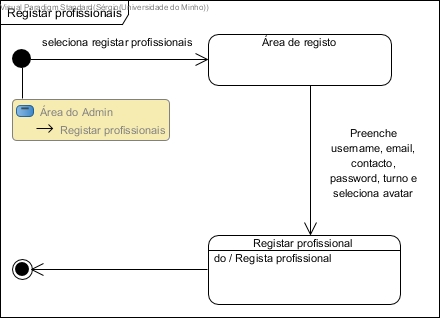 Visual Paradigm Standard(Sérgio(Universidade do Minho))
Registar profissionais
seleciona registar profissionais
Área de registo
Área do Admin
Registar profissionais
Preenche
username, email,
contacto,
password, turno e
seleciona avatar
Registar profissional
do / Regista profissional